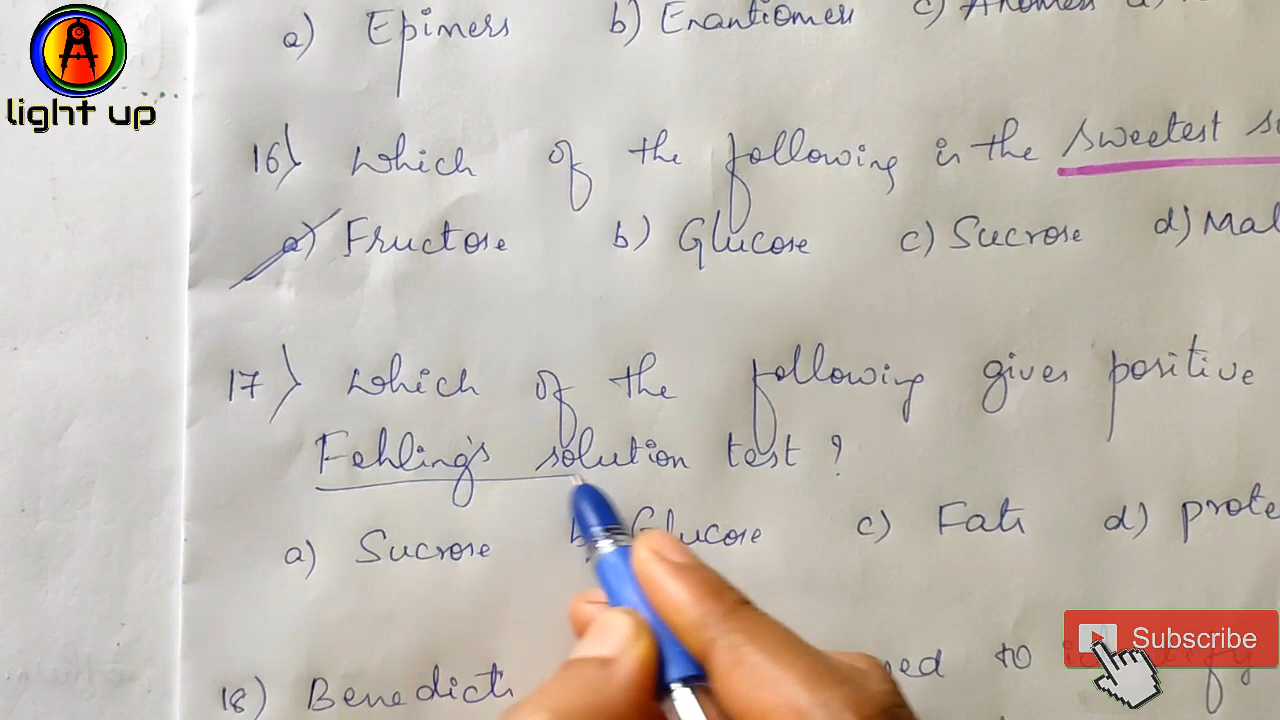 light up
a) Epimers b) Enantiomers c)
16) which of the following is the sweetest
a) Fructose b) Glucose c) Sucrose d) Mal
17) which of the following gives positive
Fehling's solution test ?
a) Sucrose b) Glucose c) Fats d) prote
Subscribe
18) Benedict to